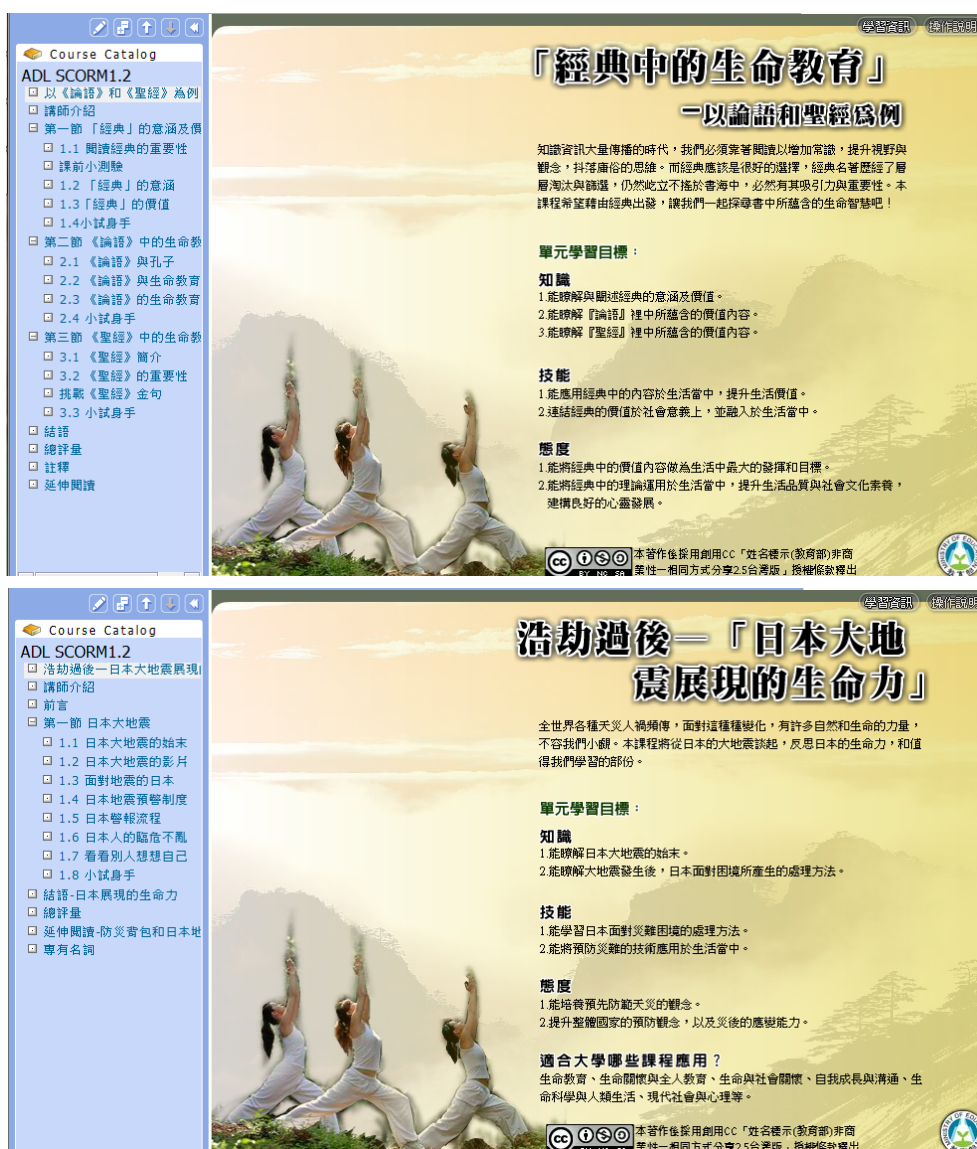 Course Catalog
ADL SCORM1.2
以《論語》和《聖經》為例
講師介紹
第一節 「經典」的意涵及價
1.1 閱讀經典的重要性
課前小測驗
1.2 「經典」的意涵
1.3「經典」的價值
1.4小試身手
第二節 《論語》中的生命教
2.1 《論語》與孔子
2.2 《論語》與生命教育
2.3 《論語》的生命教育
2.4 小試身手
第三節 《聖經》中的生命教
3.1 《聖經》簡介
3.2 《聖經》的重要性
挑戰《聖經》金句
3.3 小試身手
結語
總評量
註釋
延伸閱讀
學習資訊
操作說明
「經典中的生命教育」
—以論語和聖經為例
知識資訊大量傳播的時代,我們必須靠著閱讀以增加常識,提升視野與
觀念,抖落庸俗的思維。而經典應該是很好的選擇,經典名著歷經了層
層淘汰與篩選,仍然屹立不搖於書海中,必然有其吸引力與重要性。本
課程希望藉由經典出發,讓我們一起探尋書中所蘊含的生命智慧吧!
單元學習目標:
知識
1.能瞭解與闡述經典的意涵及價值。
2.能瞭解『論語』裡中所蘊含的價值內容。
3.能瞭解『聖經』裡中所蘊含的價值內容。
技能
1.能應用經典中的內容於生活當中,提升生活價值。
2.連結經典的價值於社會意義上,並融入於生活當中。
態度
1.能將經典中的價值內容做為生活中最大的發揮和目標。
2.能將經典中的理論運用於生活當中,提升生活品質與社會文化素養,
建構良好的心靈發展。
cc BY NC SA
本著作係採用創用CC「姓名標示(教育部)非商
業性—相同方式分享2.5台灣版」授權條款釋出
Course Catalog
ADL SCORM1.2
浩劫過後—日本大地震展現
講師介紹
前言
第一節 日本大地震
1.1 日本大地震的始末
1.2 日本大地震的影片
1.3 面對地震的日本
1.4 日本地震預警制度
1.5 日本警報流程
1.6 日本人的臨危不亂
1.7 看看別人想想自己
1.8 小試身手
結語-日本展現的生命力
總評量
延伸閱讀-防災背包和日本地
專有名詞
學習資訊
操作說明
浩劫過後—「日本大地
震展現的生命力」
全世界各種天災人禍頻傳,面對這種種變化,有許多自然和生命的力量,
不容我們小覷。本課程將從日本的大地震談起,反思日本的生命力,和值
得我們學習的部份。
單元學習目標:
知識
1.能瞭解日本大地震的始末。
2.能瞭解大地震發生後,日本面對困境所產生的處理方法。
技能
1.能學習日本面對災難困境的處理方法。
2.能將預防災難的技術應用於生活當中。
態度
1.能培養預先防範天災的觀念。
2.提升整體國家的預防觀念,以及災後的應變能力。
適合大學哪些課程應用?
生命教育、生命關懷與全人教育、生命與社會關懷、自我成長與溝通、生
命科學與人類生活、現代社會與心理等。
cc
本著作係採用創用CC「姓名標示(教育部)非商
業性—相同方式分享2.5台灣版」授權條款釋出